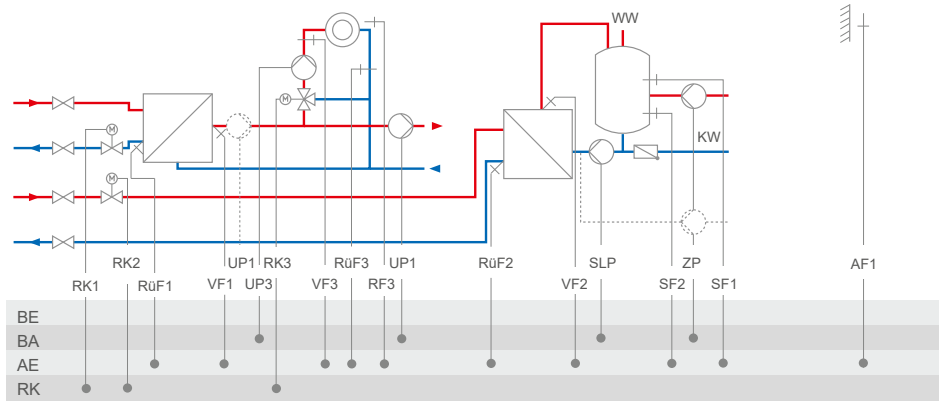 WW
M
M
M
KW
RK2 UP1 RK3 RüF3 UP1 RüF2 SLP ZP AF1
RK1 RüF1 VF1 UP3 VF3 RF3 VF2 SF2 SF1
BE
BA
AE
RK